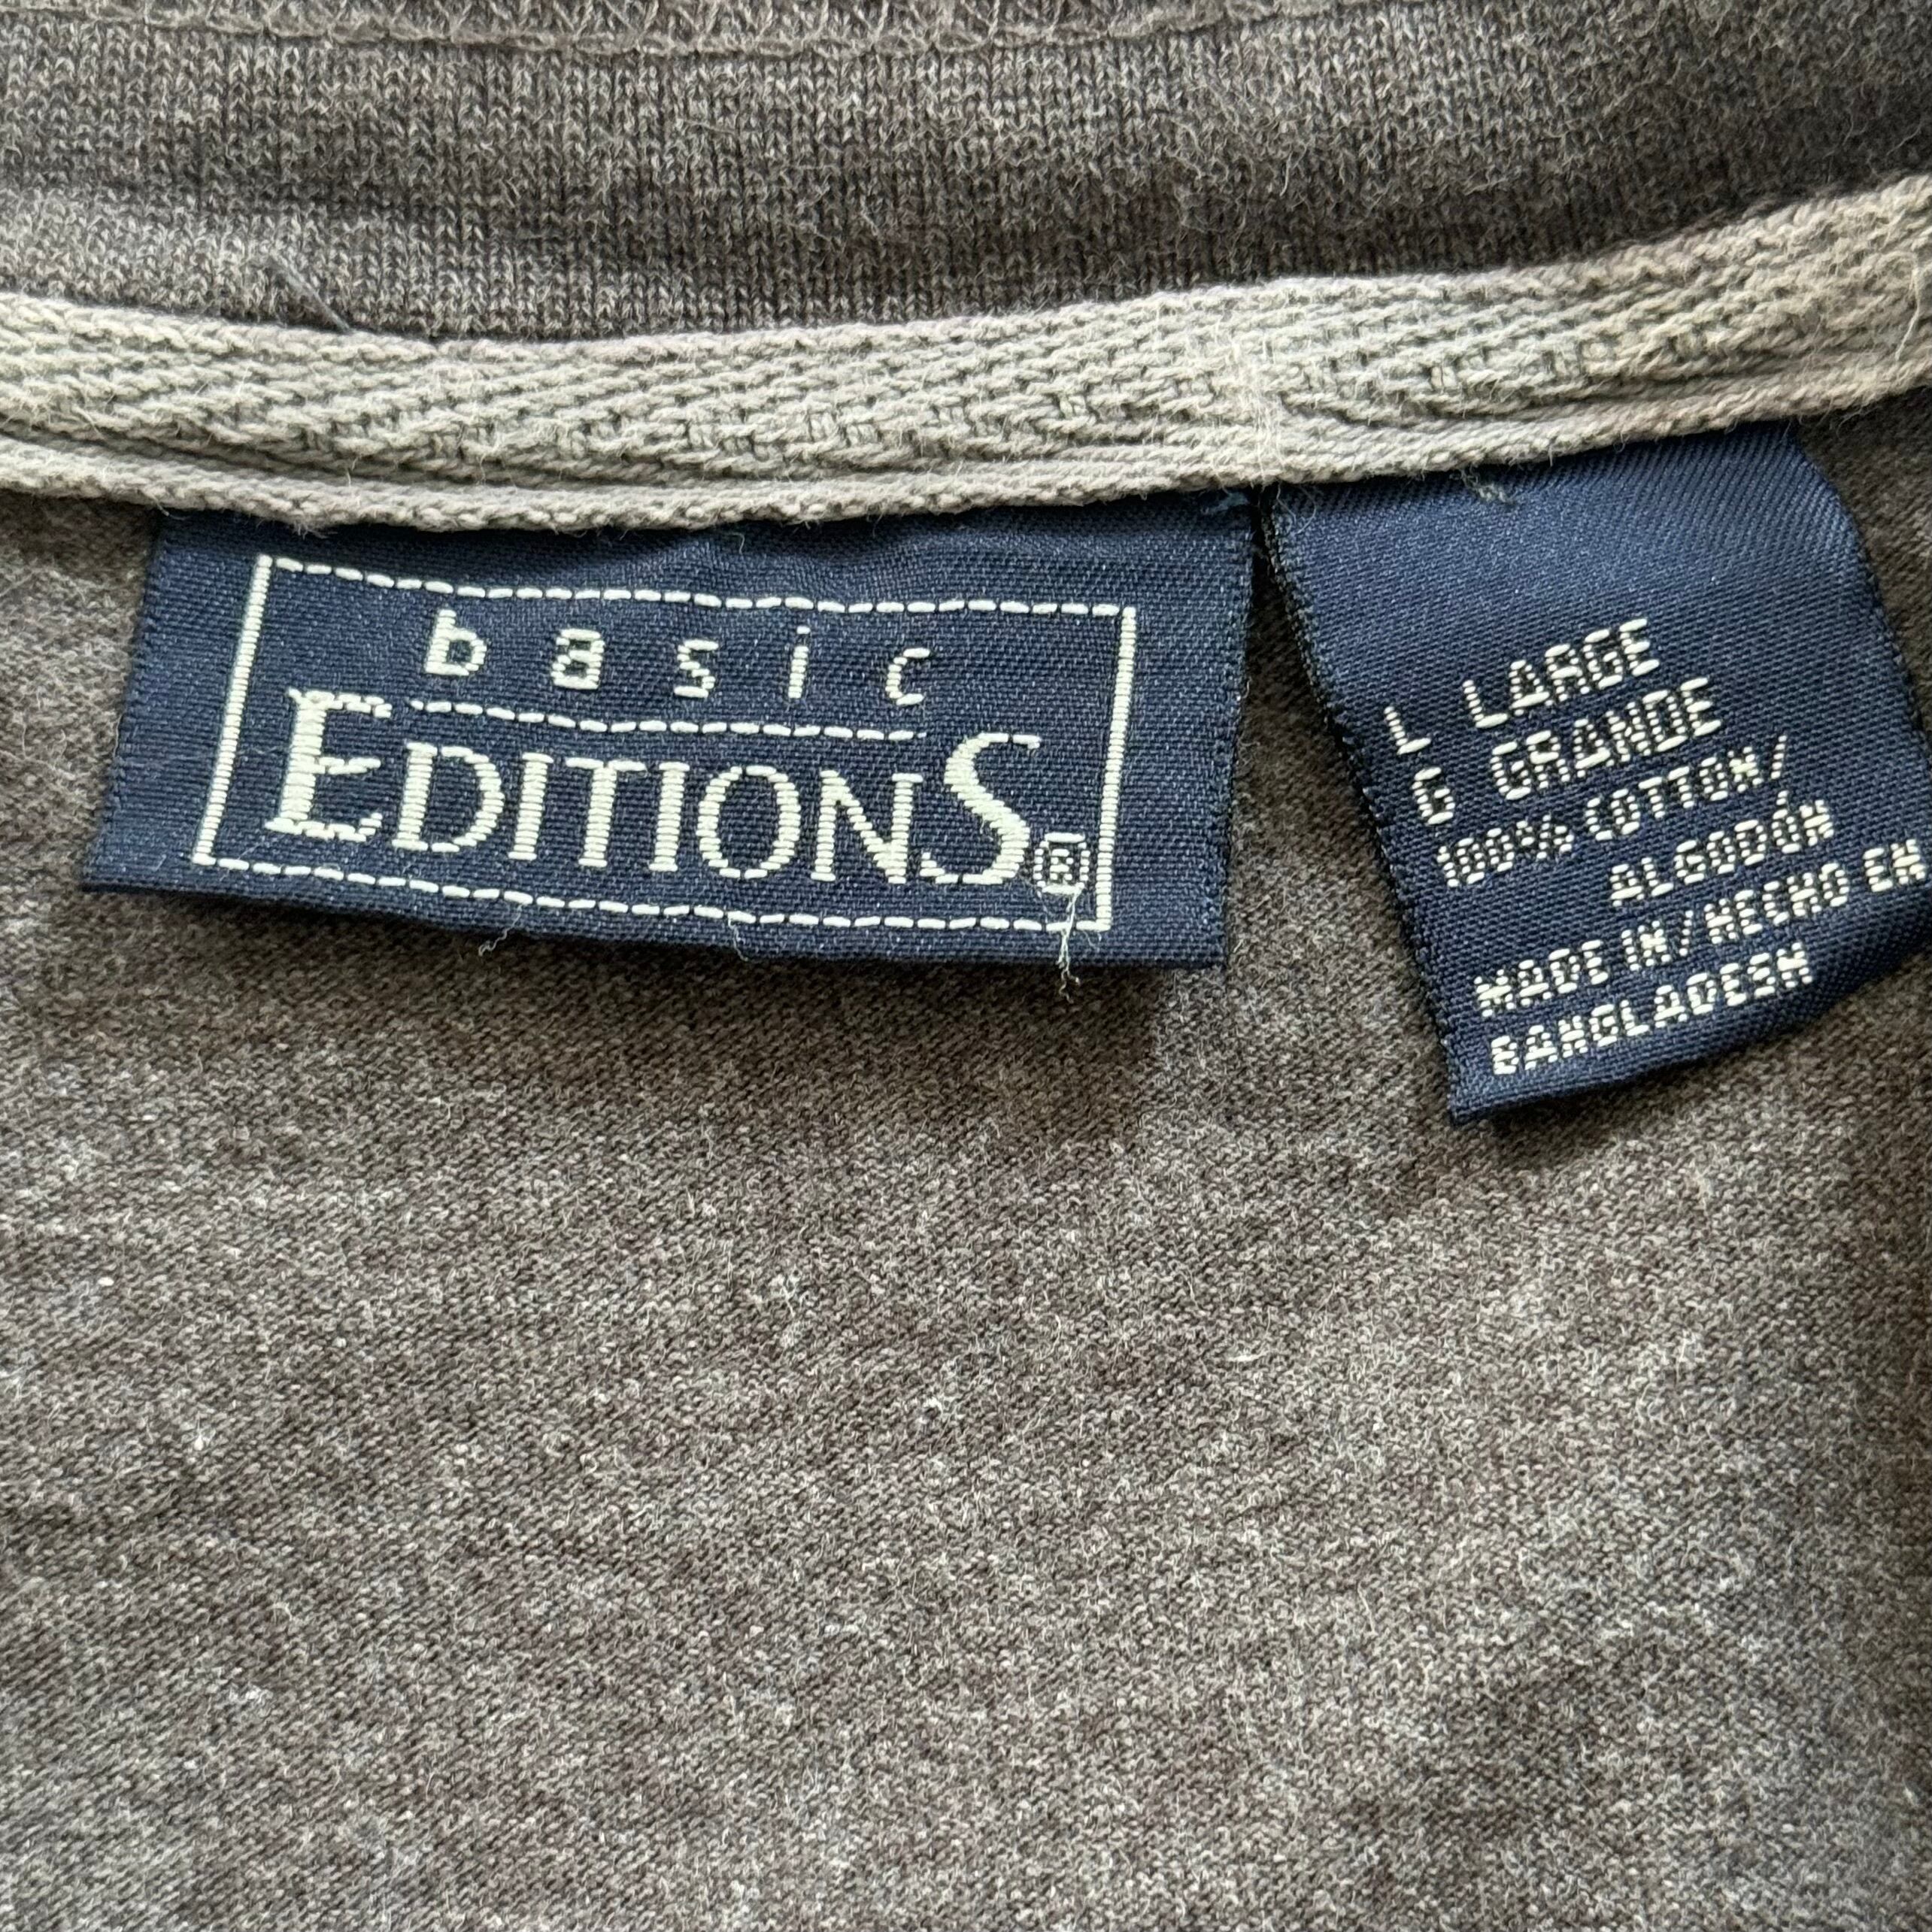 basic
EDITIONS®
L LARGE
G GRANDE
100% COTTON/
ALGODÓN
MADE IN/HECHO EN
BANGLADESH